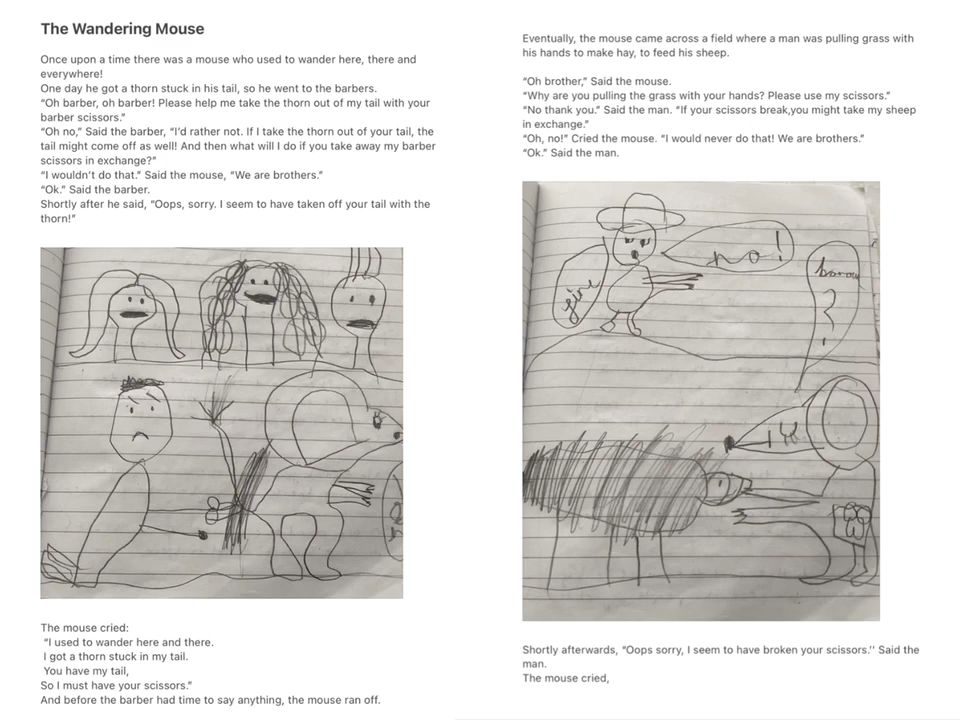 The Wandering Mouse
Once upon a time there was a mouse who used to wander here, there and
everywhere!
One day he got a thorn stuck in his tail, so he went to the barbers.
“Oh barber, oh barber! Please help me take the thorn out of my tail with your
barber scissors.”
“Oh no,” Said the barber, “I’d rather not. If I take the thorn out of your tail, the
tail might come off as well! And then what will I do if you take away my barber
scissors in exchange?”
“I wouldn’t do that.” Said the mouse, “We are brothers.”
“Ok.” Said the barber.
Shortly after he said, “Oops, sorry. I seem to have taken off your tail with the
thorn!”
The mouse cried:
“I used to wander here and there.
I got a thorn stuck in my tail.
You have my tail,
So I must have your scissors.”
And before the barber had time to say anything, the mouse ran off.
Eventually, the mouse came across a field where a man was pulling grass with
his hands to make hay, to feed his sheep.
“Oh brother,” Said the mouse.
“Why are you pulling the grass with your hands? Please use my scissors.”
“No thank you.” Said the man. “If your scissors break,you might take my sheep
in exchange.”
“Oh, no!” Cried the mouse. “I would never do that! We are brothers.”
“Ok.” Said the man.
no!
Shortly afterwards, “Oops sorry, I seem to have broken your scissors.'’ Said the
man.
The mouse cried,